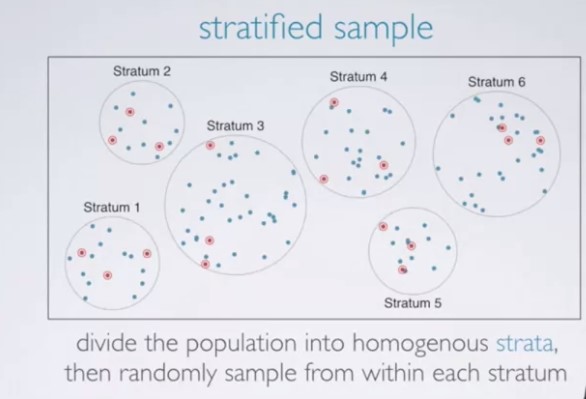 stratified sample
Stratum 2
Stratum 4
Stratum 6
Stratum 3
Stratum 1
Stratum 5
divide the population into homogenous strata,
then randomly sample from within each stratum